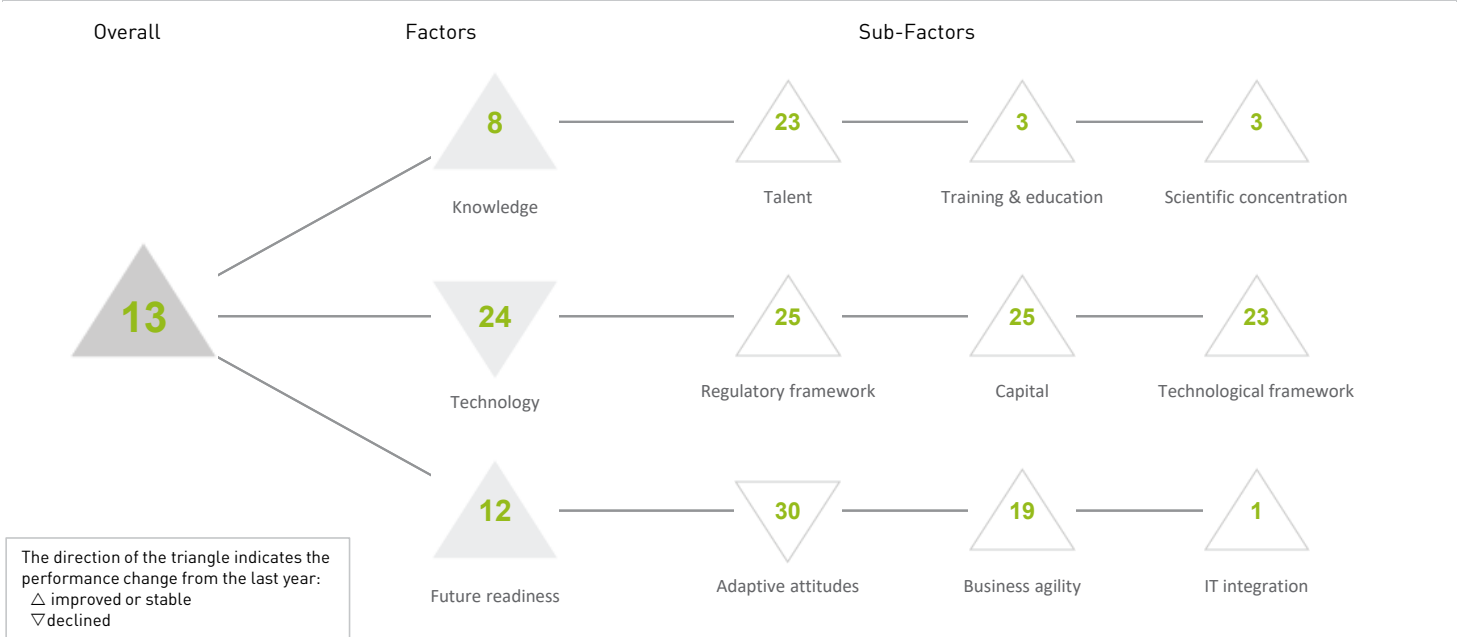 Overall Factors Sub-Factors
8 23 3 3
Knowledge Talent Training & education Scientific concentration
13 24 25 25 23
Technology Regulatory framework Capital Technological framework
12 30 19 1
Future readiness Adaptive attitudes Business agility IT integration
The direction of the triangle indicates the
performance change from the last year:
△ improved or stable
▽ declined